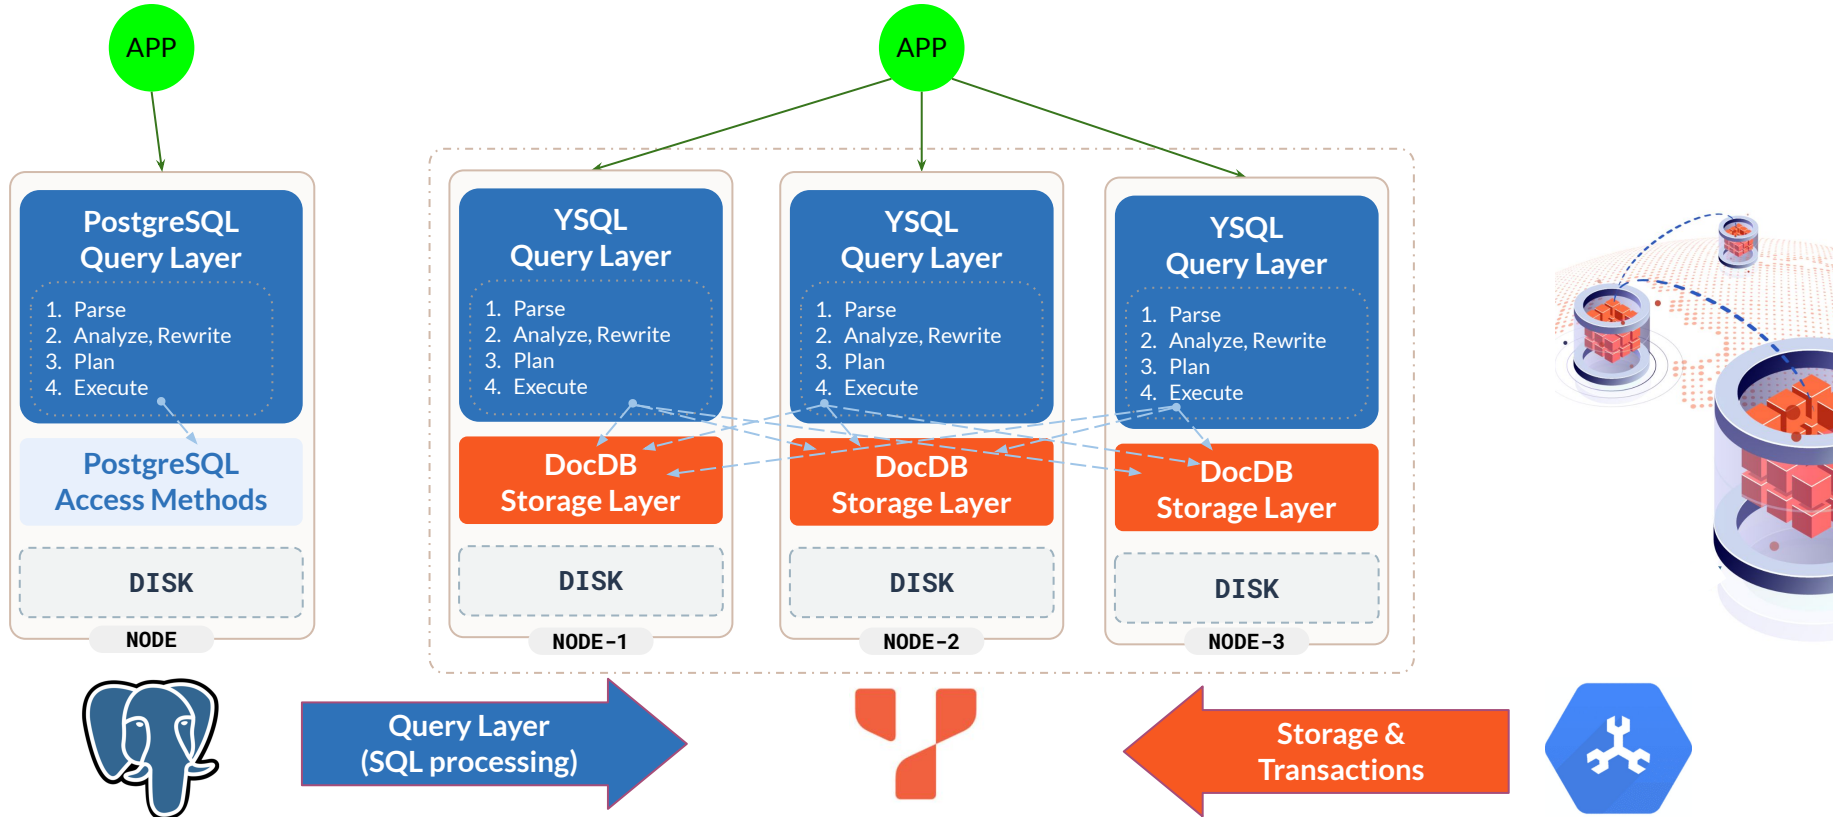 APP
PostgreSQL
Query Layer
1. Parse
2. Analyze, Rewrite
3. Plan
4. Execute
PostgreSQL
Access Methods
DISK
NODE
APP
YSQL
Query Layer
1. Parse
2. Analyze, Rewrite
3. Plan
4. Execute
DocDB
Storage Layer
DISK
NODE-1
YSQL
Query Layer
1. Parse
2. Analyze, Rewrite
3. Plan
4. Execute
DocDB
Storage Layer
DISK
NODE-2
YSQL
Query Layer
1. Parse
2. Analyze, Rewrite
3. Plan
4. Execute
DocDB
Storage Layer
DISK
NODE-3
Query Layer
(SQL processing)
Storage &
Transactions